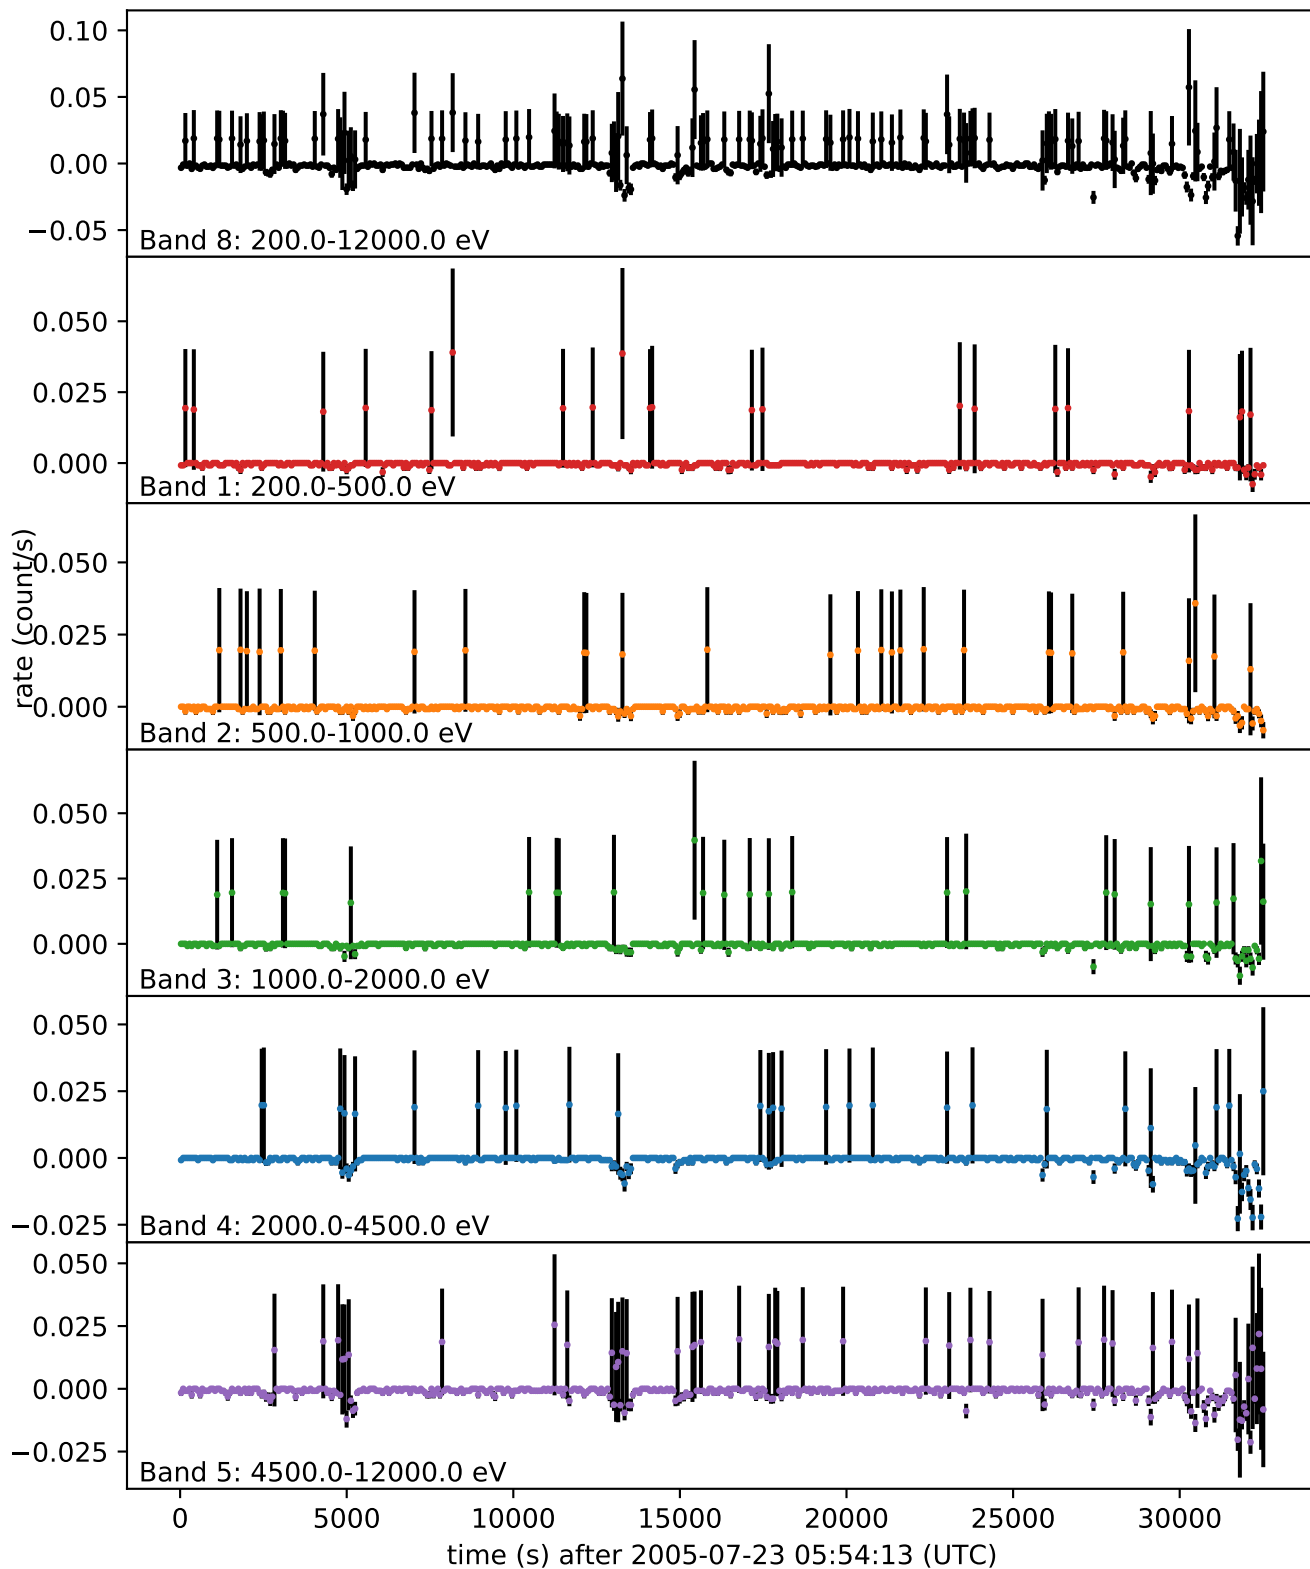 0.10
0.05
0.00
−0.05
Band 8: 200.0-12000.0 eV
0.050
0.025
0.000
Band 1: 200.0-500.0 eV
rate (count/s)
0.050
0.025
0.000
Band 2: 500.0-1000.0 eV
0.050
0.025
0.000
Band 3: 1000.0-2000.0 eV
0.050
0.025
0.000
−0.025
Band 4: 2000.0-4500.0 eV
0.050
0.025
0.000
−0.025
Band 5: 4500.0-12000.0 eV
0 5000 10000 15000 20000 25000 30000
time (s) after 2005-07-23 05:54:13 (UTC)